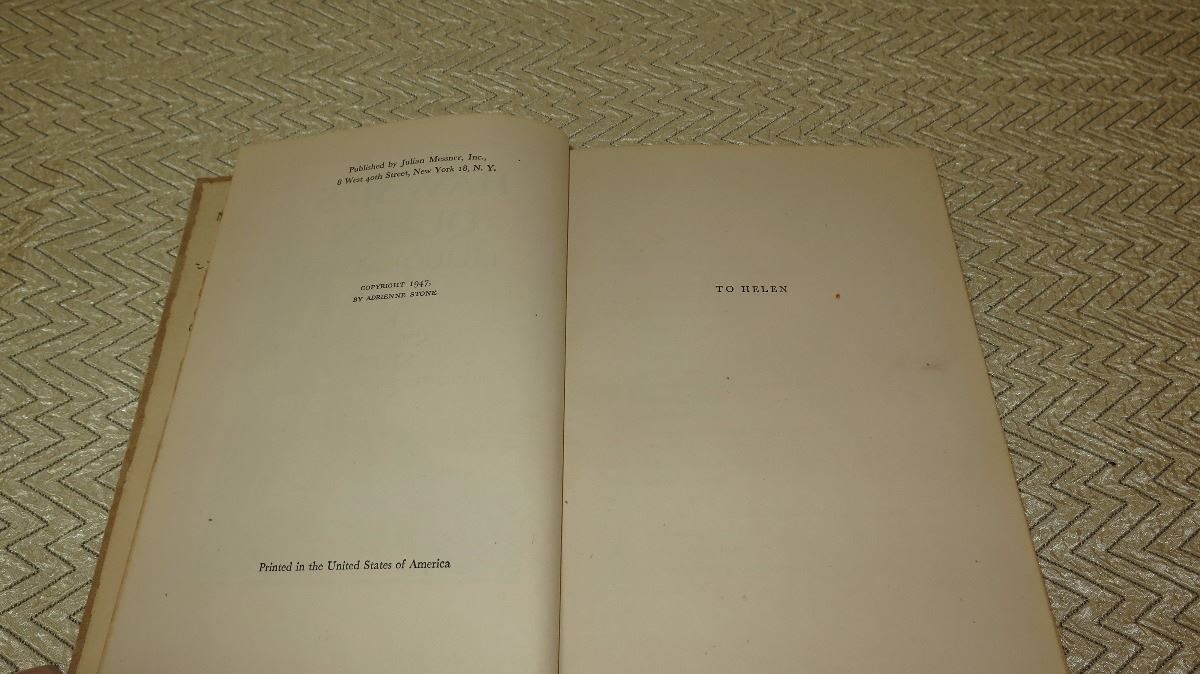 Published by Julian Messner, Inc.,
8 West 40th Street, New York 18, N. Y.
COPYRIGHT 1947,
BY ADRIENNE STONE
Printed in the United States of America
TO HELEN